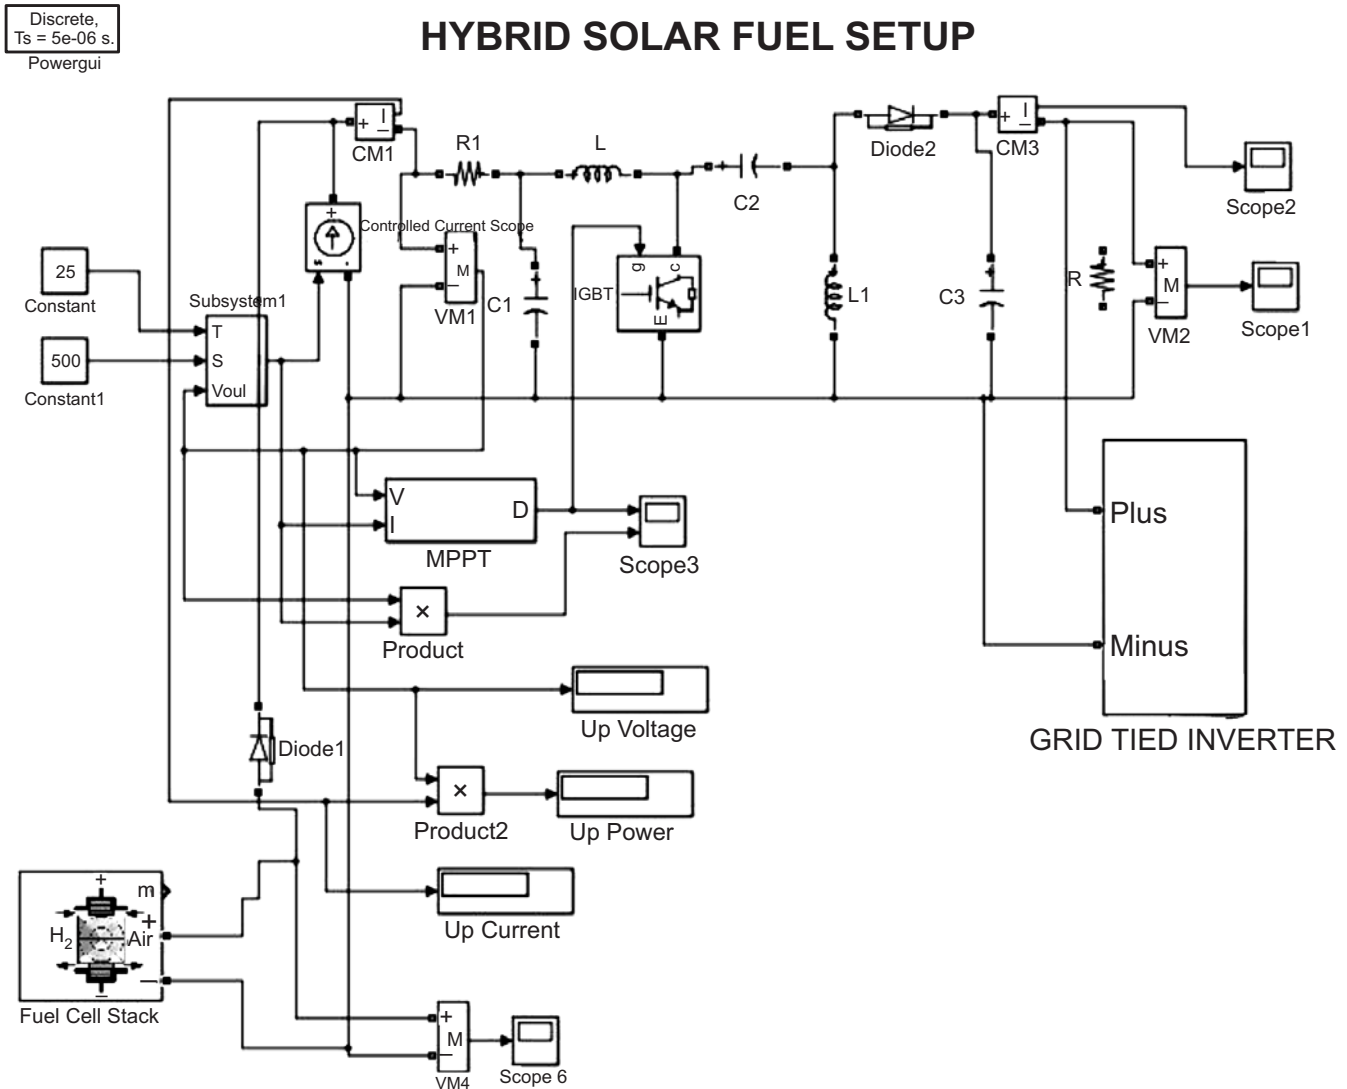 Discrete,
Ts = 5e-06 s.
Powergui
HYBRID SOLAR FUEL SETUP
I
+
−
CM1
R1
L
+
C2
Diode2
I
+
−
CM3
Scope2
+
Controlled Current Scope
25
Constant
500
Constant1
Subsystem1
T
S
Voul
+
M
−
VM1
+
C1
g
c
IGBT
E
L1
+
C3
R
+
M
−
VM2
Scope1
V
I
D
MPPT
Scope3
×
Product
Plus
Minus
GRID TIED INVERTER
Up Voltage
Diode1
×
Product2
Up Power
Up Current
+
m
+
H2
Air
−
−
Fuel Cell Stack
+
M
−
VM4
Scope 6